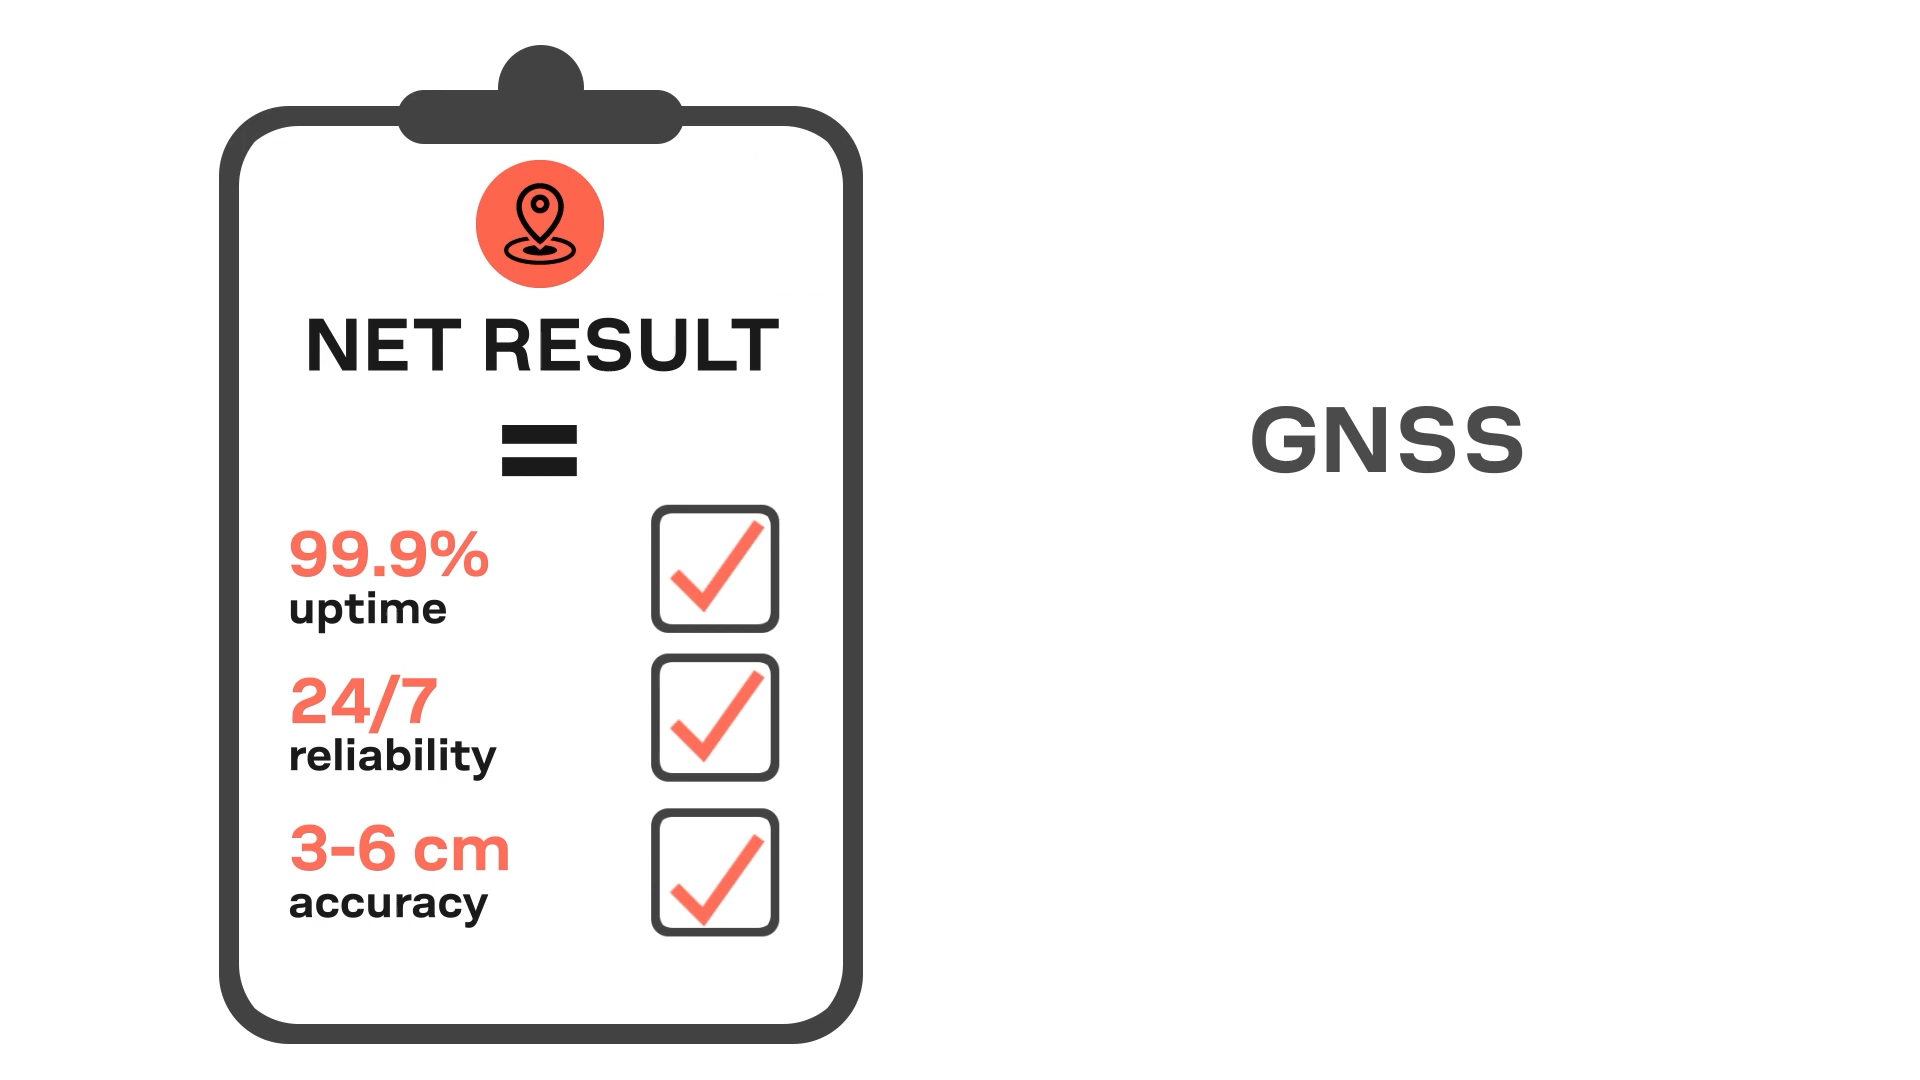 NET RESULT
=
99.9%
uptime
24/7
reliability
3-6 cm
accuracy
GNSS